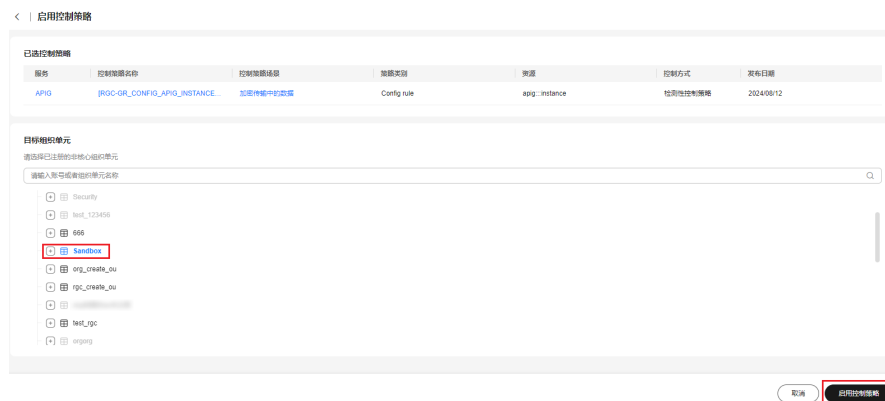 启用控制策略
已选控制策略
服务 控制策略名称 控制策略场景 策略类别 资源 控制方式 发布日期
APIG [RGC-GR_CONFIG_APIG_INSTANCE... 加密传输中的数据 Config rule apig:::instance 检测性控制策略 2024/08/12
目标组织单元
请选择已注册的非核心组织单元
请输入账号或者组织单元名称
Security
test_123456
666
Sandbox
org_create_ou
rgc_create_ou
test_rgc
orgorg
取消 启用控制策略